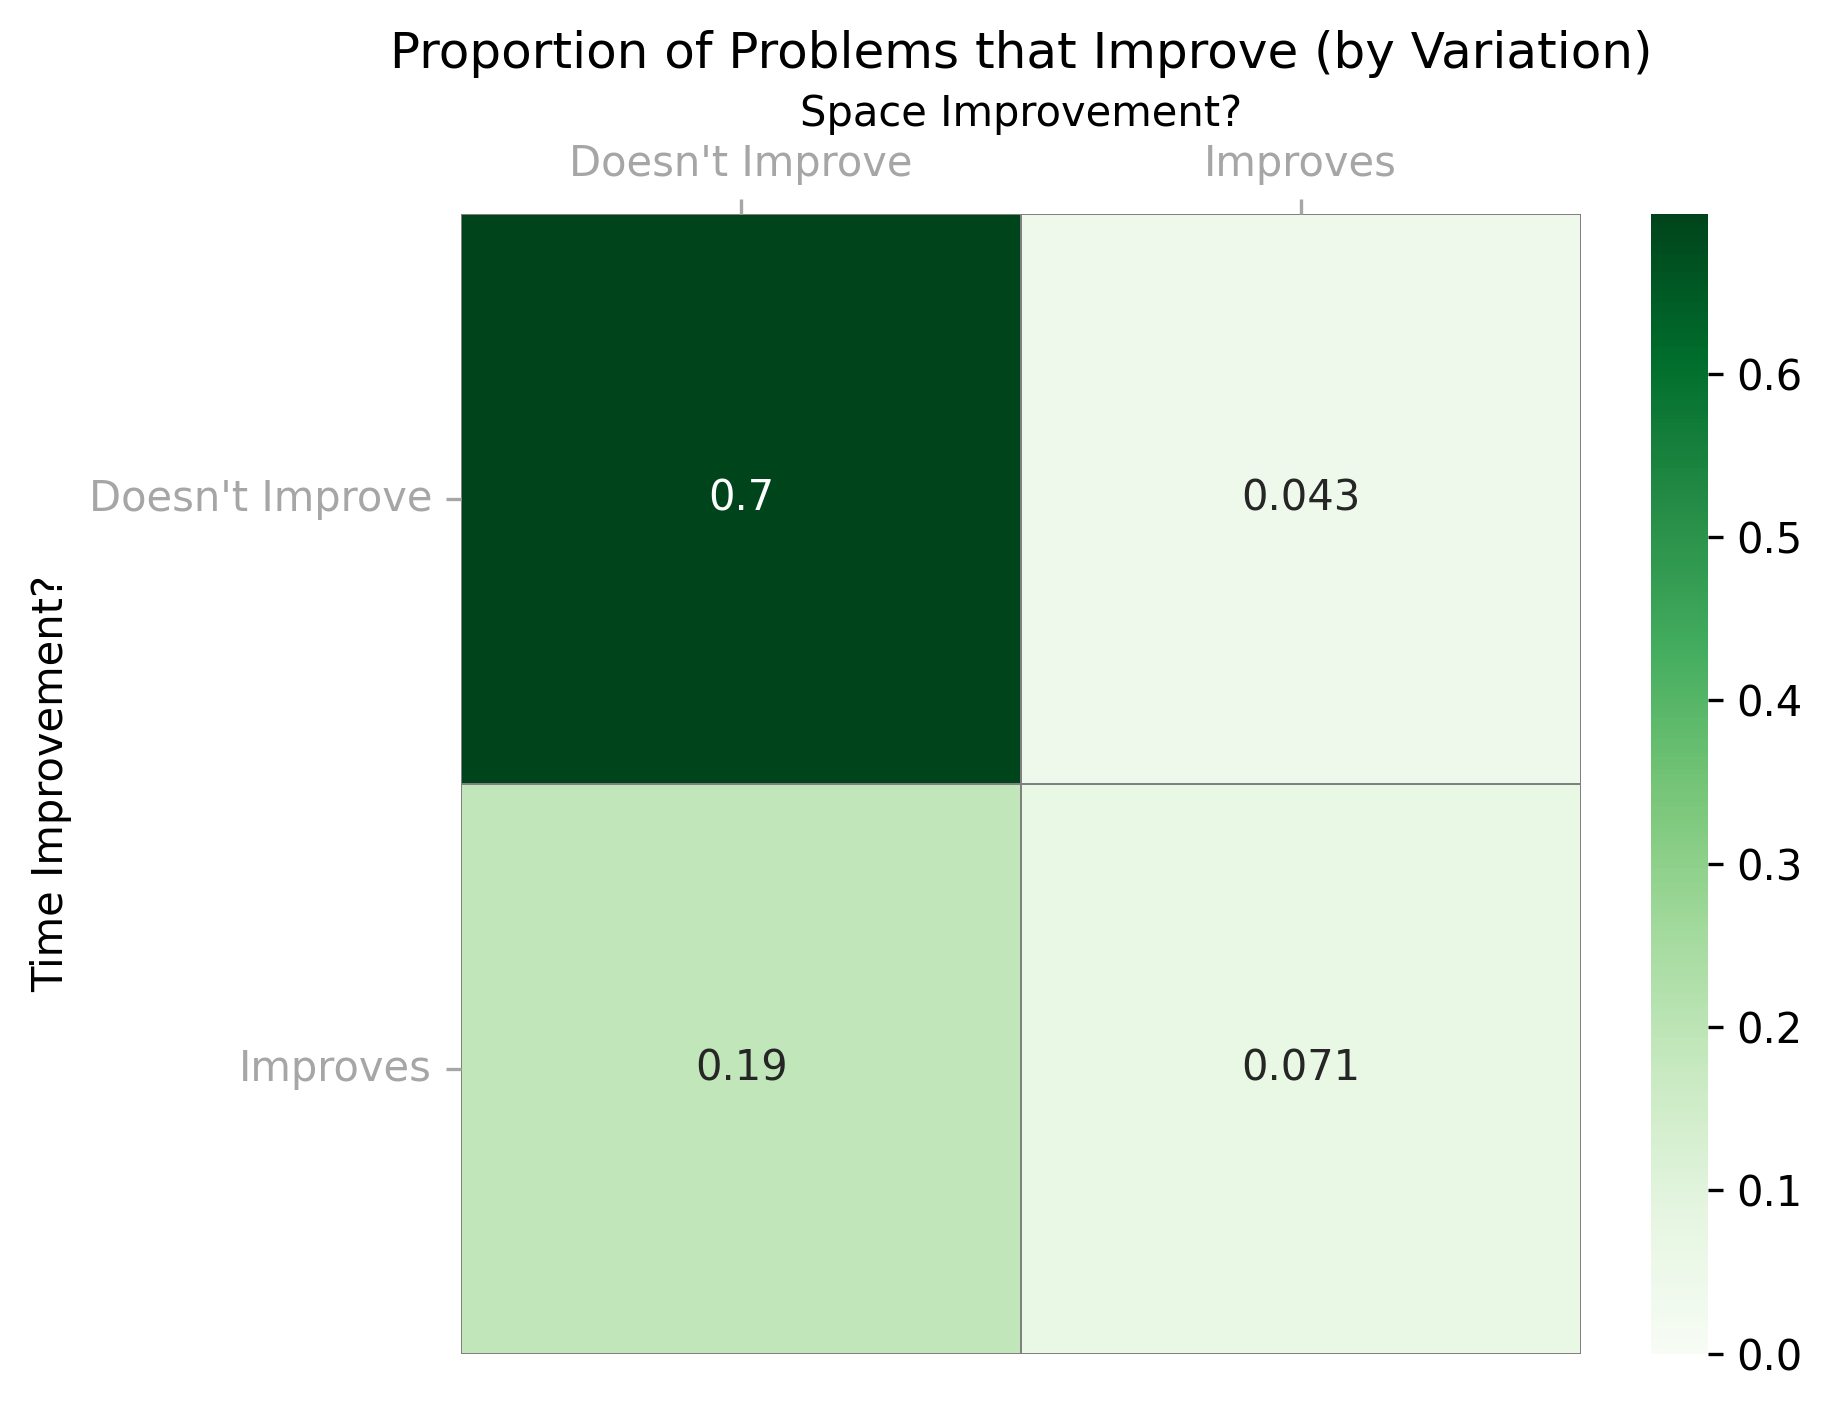 Proportion of Problems that Improve (by Variation)
Space Improvement?
Doesn't Improve
Improves
Time Improvement?
Doesn't Improve
Improves
0.7
0.043
0.19
0.071
0.6
0.5
0.4
0.3
0.2
0.1
0.0